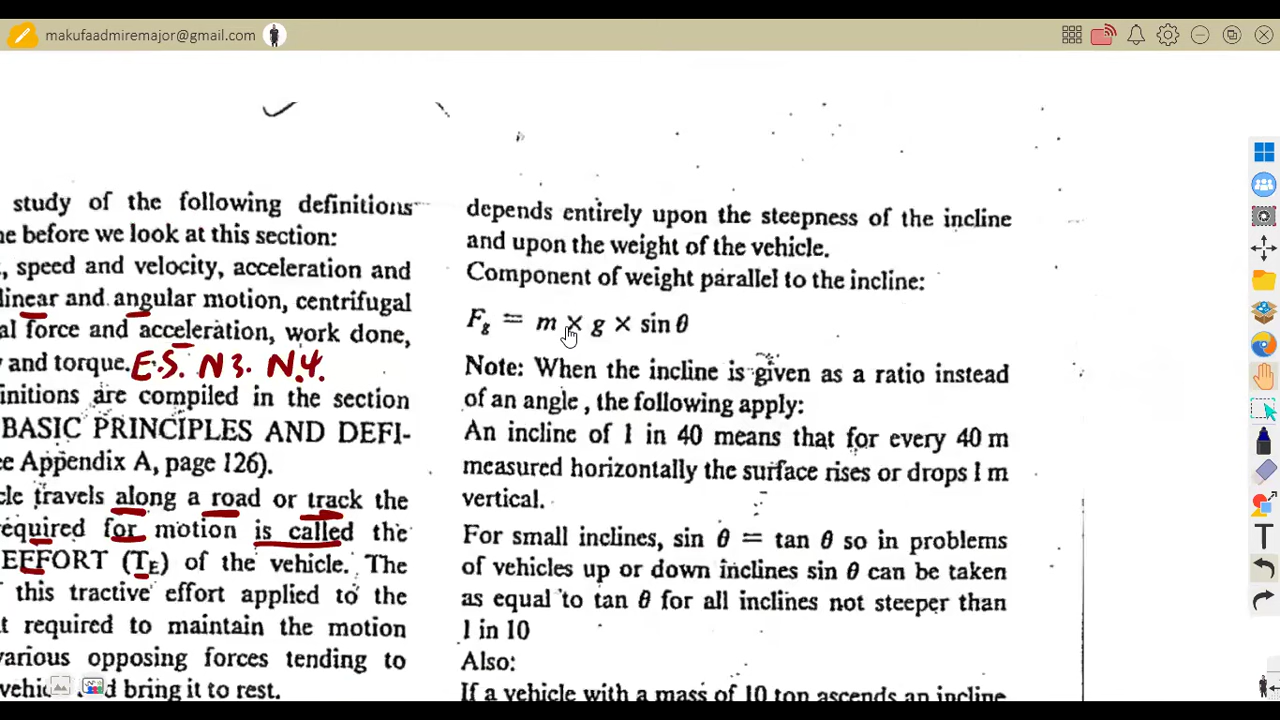 makufaadmiremajor@gmail.com
study of the following definitions
ne before we look at this section:
, speed and velocity, acceleration and
linear and angular motion, centrifugal
al force and acceleration, work done,
y and torque. E.S. N3. N.4.
initions are compiled in the section
BASIC PRINCIPLES AND DEFI-
ee Appendix A, page 126).
cle travels along a road or track the
required for motion is called the
EFFORT (TE) of the vehicle. The
f this tractive effort applied to the
t required to maintain the motion
various opposing forces tending to
vehic d bring it to rest.
depends entirely upon the steepness of the incline
and upon the weight of the vehicle.
Component of weight parallel to the incline:
Fg = m × g × sin θ
Note: When the incline is given as a ratio instead
of an angle, the following apply:
An incline of 1 in 40 means that for every 40 m
measured horizontally the surface rises or drops 1 m
vertical.
For small inclines, sin θ = tan θ so in problems
of vehicles up or down inclines sin θ can be taken
as equal to tan θ for all inclines not steeper than
1 in 10
Also:
If a vehicle with a mass of 10 ton ascends an incline
T